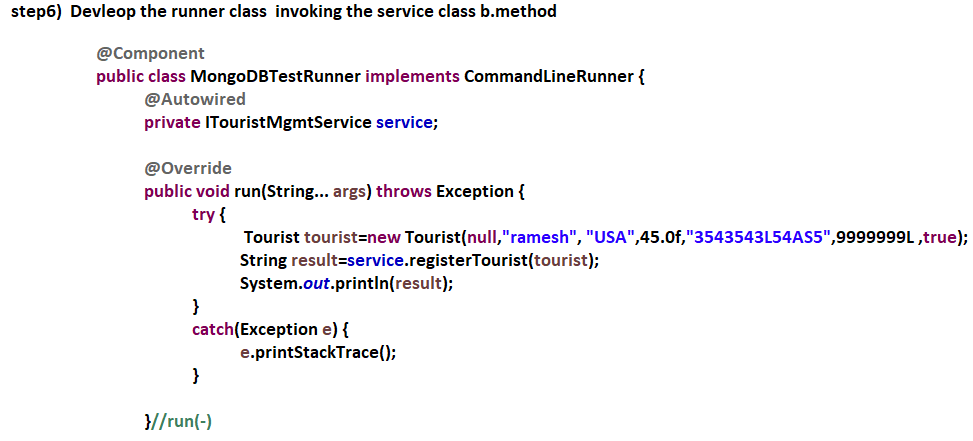 step6)  Devleop the runner class  invoking the service class b.method
@Component
public class MongoDBTestRunner implements CommandLineRunner {
@Autowired
private ITouristMgmtService service;
@Override
public void run(String... args) throws Exception {
try {
Tourist tourist=new Tourist(null,"ramesh", "USA",45.0f,"3543543L54AS5",9999999L ,true);
String result=service.registerTourist(tourist);
System.out.println(result);
}
catch(Exception e) {
e.printStackTrace();
}
}//run(-)